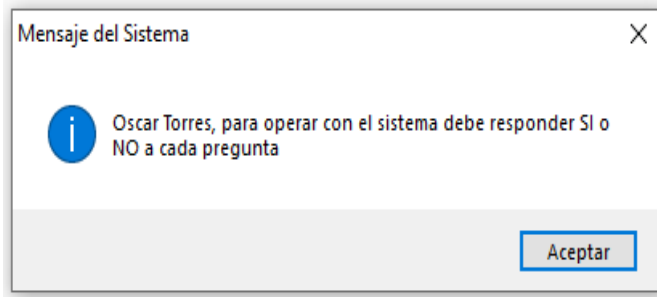 Mensaje del Sistema
Oscar Torres, para operar con el sistema debe responder SI o
NO a cada pregunta
Aceptar